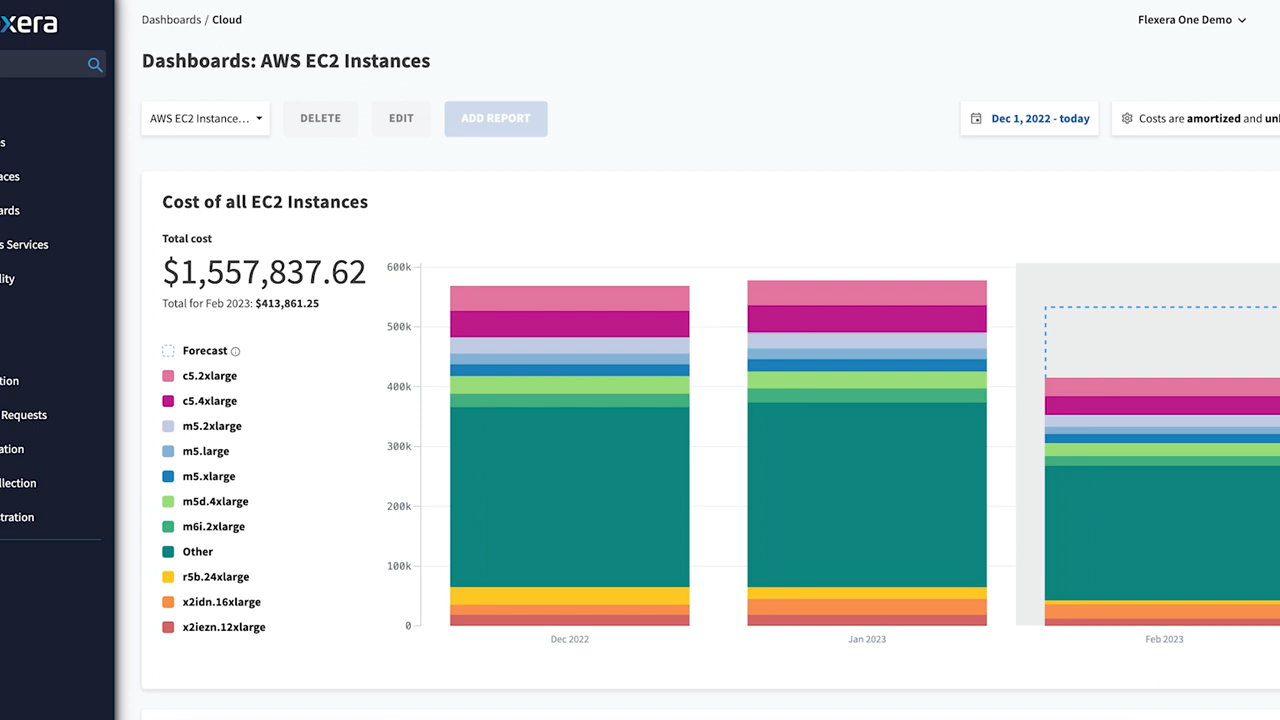 xera
Dashboards / Cloud
Flexera One Demo
Dashboards: AWS EC2 Instances
AWS EC2 Instance...
DELETE
EDIT
ADD REPORT
Dec 1, 2022 - today
Costs are amortized and unl
s
aces
ards
s Services
lity
tion
Requests
ation
llection
tration
Cost of all EC2 Instances
Total cost
$1,557,837.62
Total for Feb 2023: $413,861.25
Forecast
c5.2xlarge
c5.4xlarge
m5.2xlarge
m5.large
m5.xlarge
m5d.4xlarge
m6i.2xlarge
Other
r5b.24xlarge
x2idn.16xlarge
x2iezn.12xlarge
600k
500k
400k
300k
200k
100k
0
Dec 2022
Jan 2023
Feb 2023